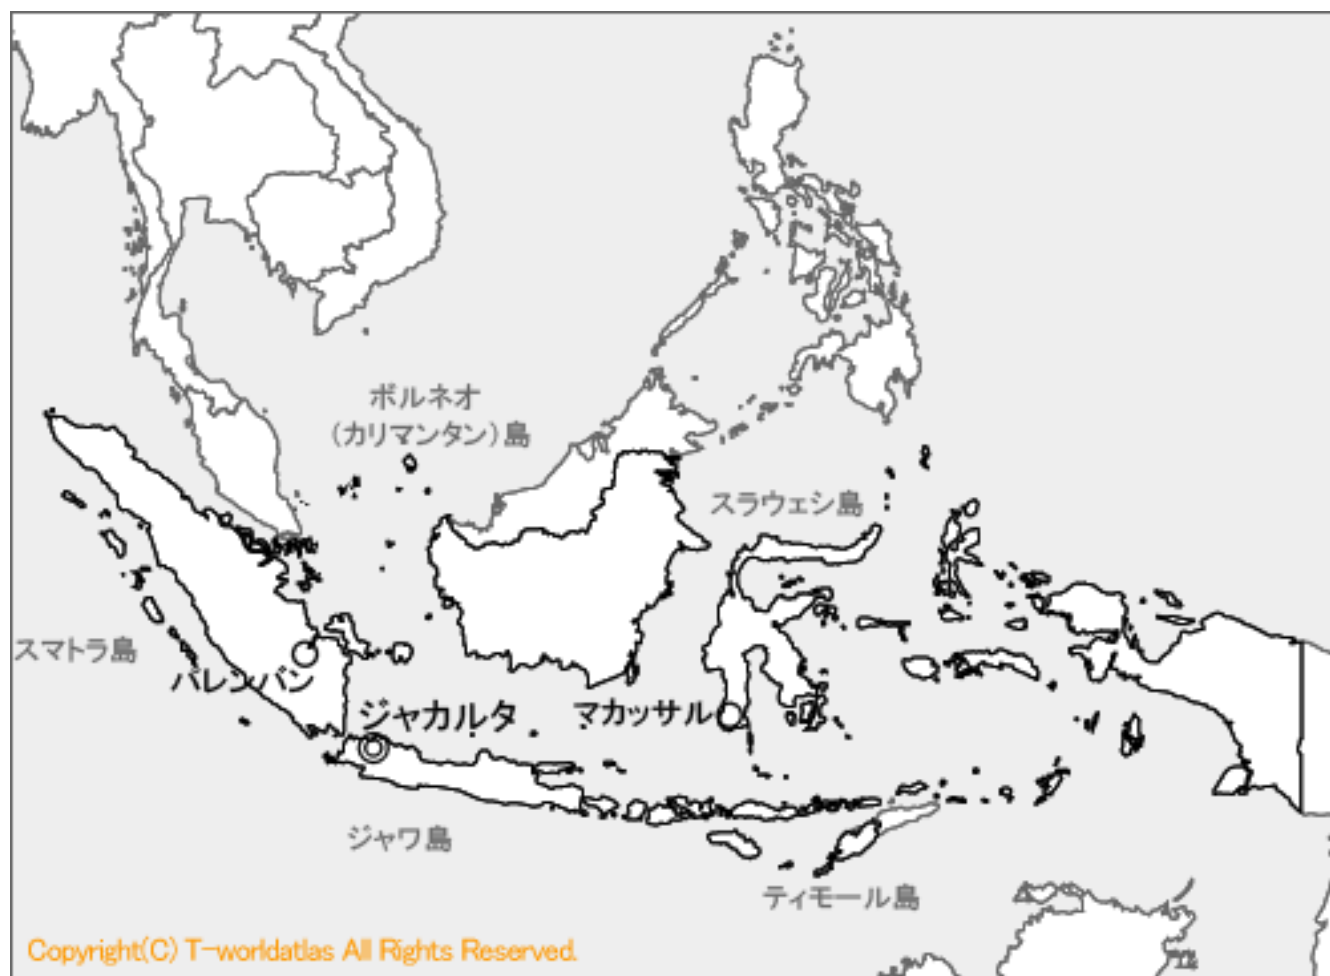 ボルネオ
（カリマンタン）島
スラウェシ島
スマトラ島
パレンバン
ジャカルタ
マカッサル
ジャワ島
ティモール島
Copyright(C) T-worldatlas All Rights Reserved.